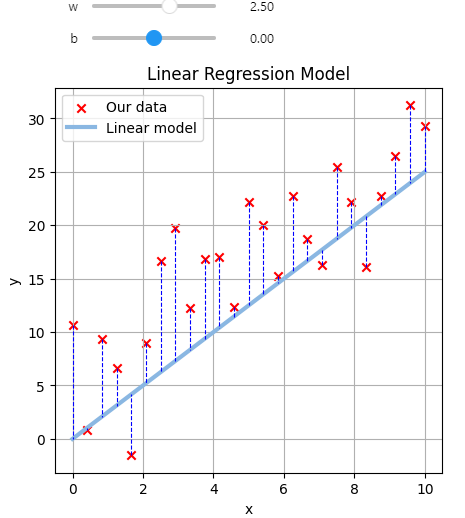 w 2.50
b 0.00
Linear Regression Model
Our data
Linear model
30
25
20
15
10
5
0
y
0 2 4 6 8 10
x